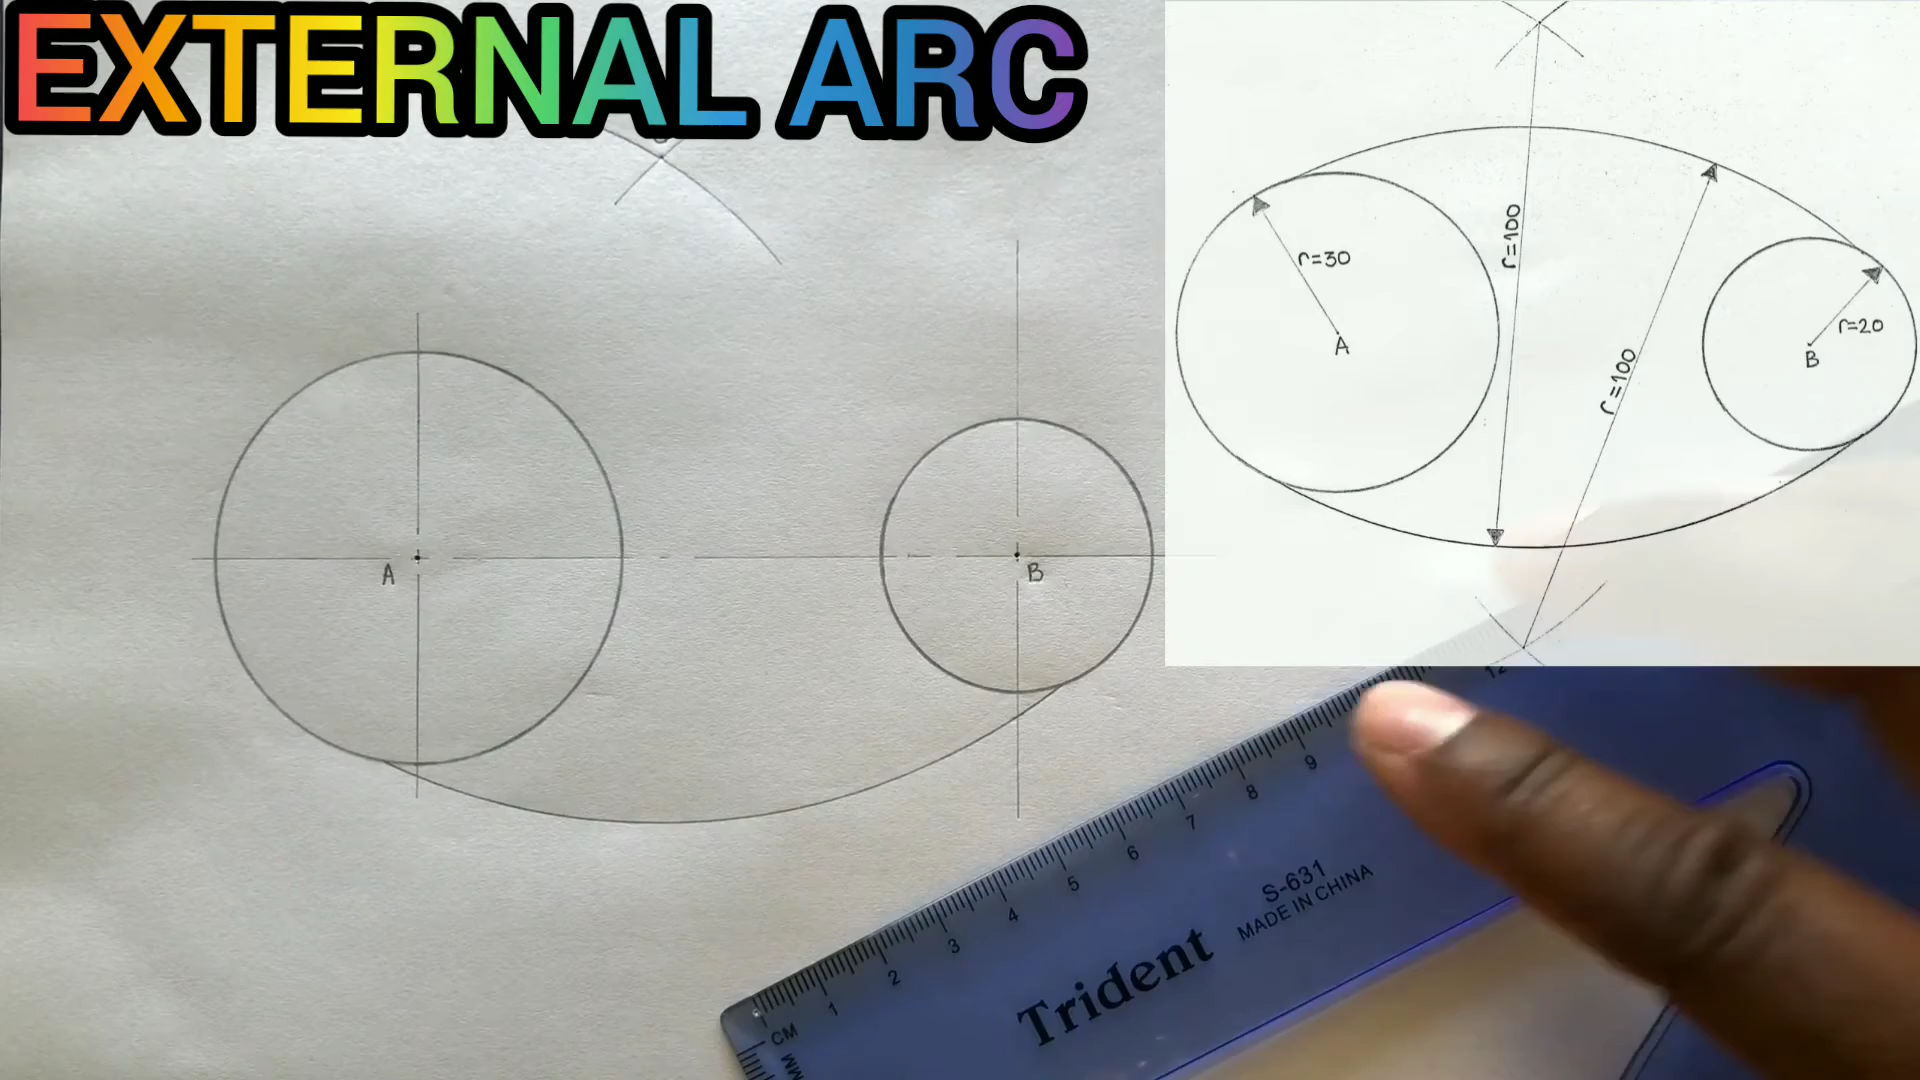 EXTERNAL ARC
r=30
A
r=100
r=100
r=20
B
A
B
12
9
8
7
6
5
4
3
2
1
CM
MM
S-631
MADE IN CHINA
Trident